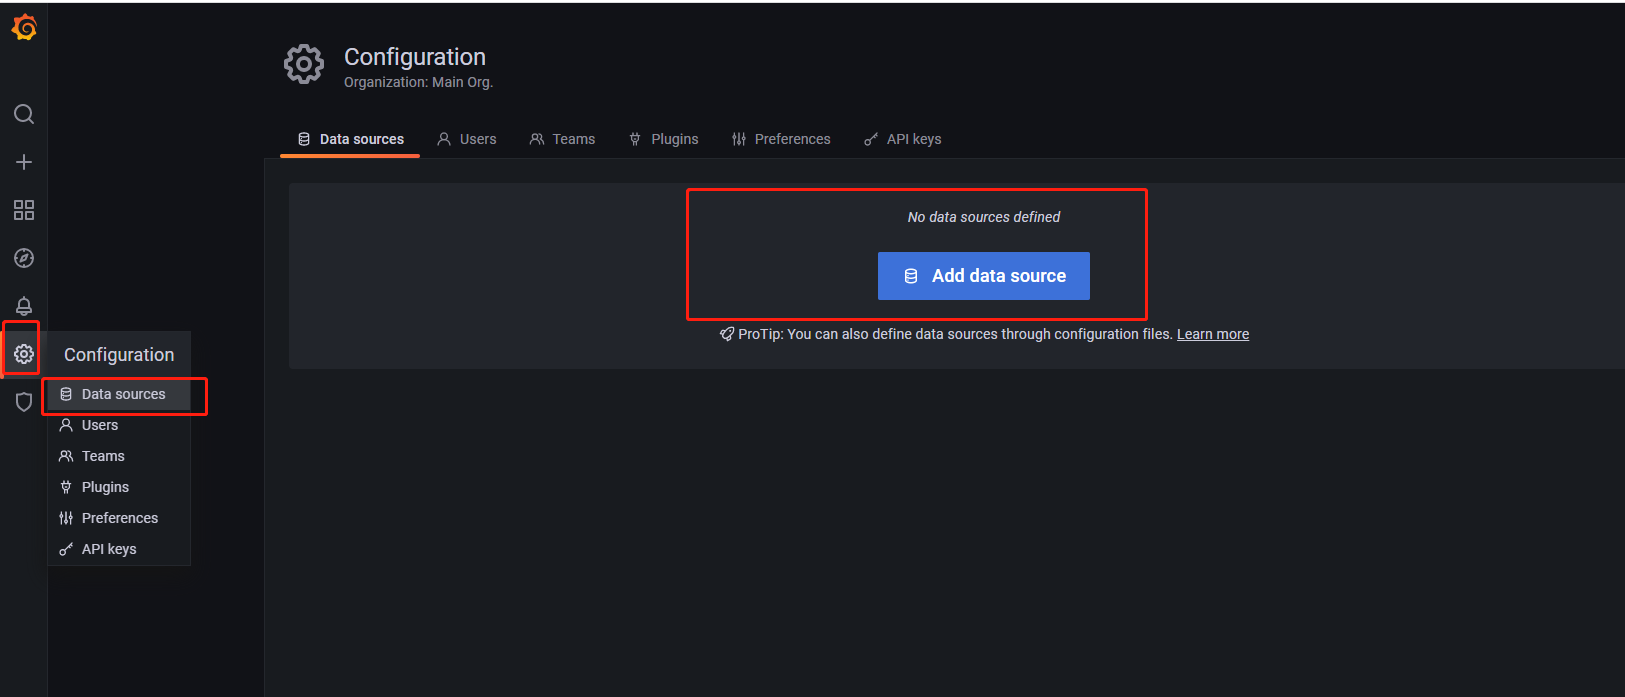 Configuration
Organization: Main Org.
Data sources Users Teams Plugins Preferences API keys
No data sources defined
Add data source
ProTip: You can also define data sources through configuration files. Learn more
Configuration
Data sources
Users
Teams
Plugins
Preferences
API keys